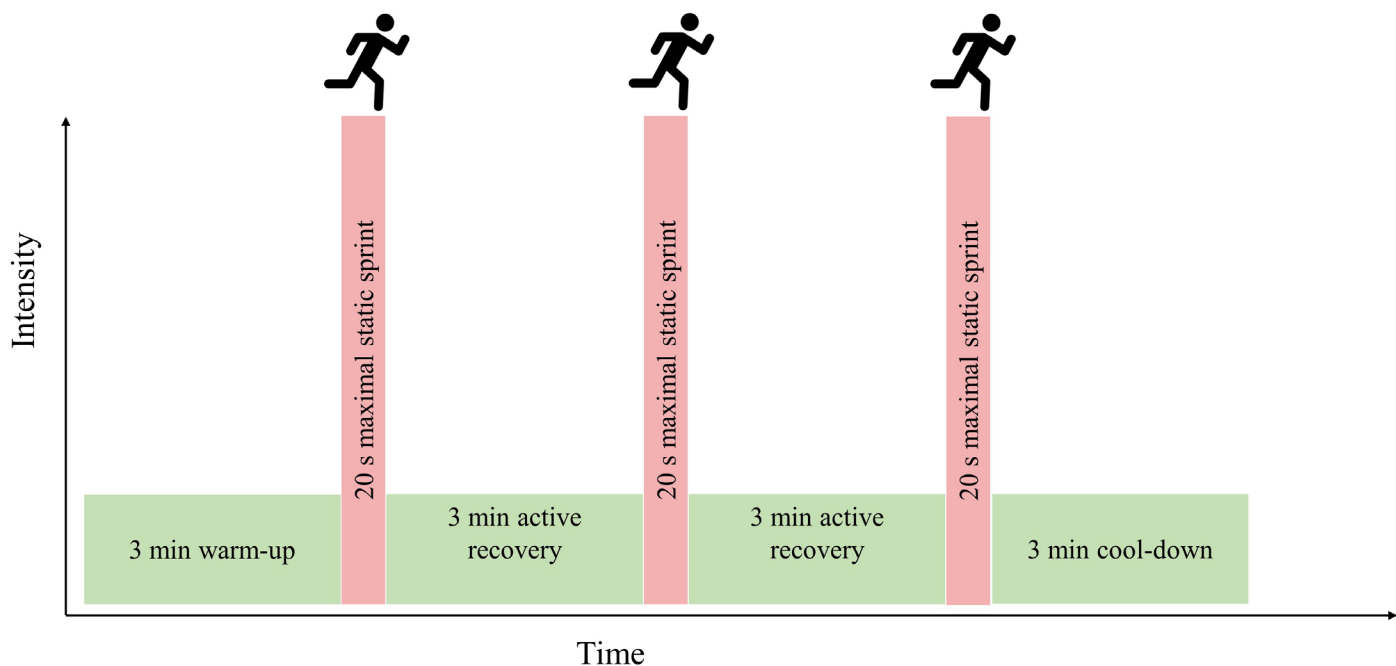 Intensity
3 min warm-up
20 s maximal static sprint
3 min active
recovery
20 s maximal static sprint
3 min active
recovery
20 s maximal static sprint
3 min cool-down
Time